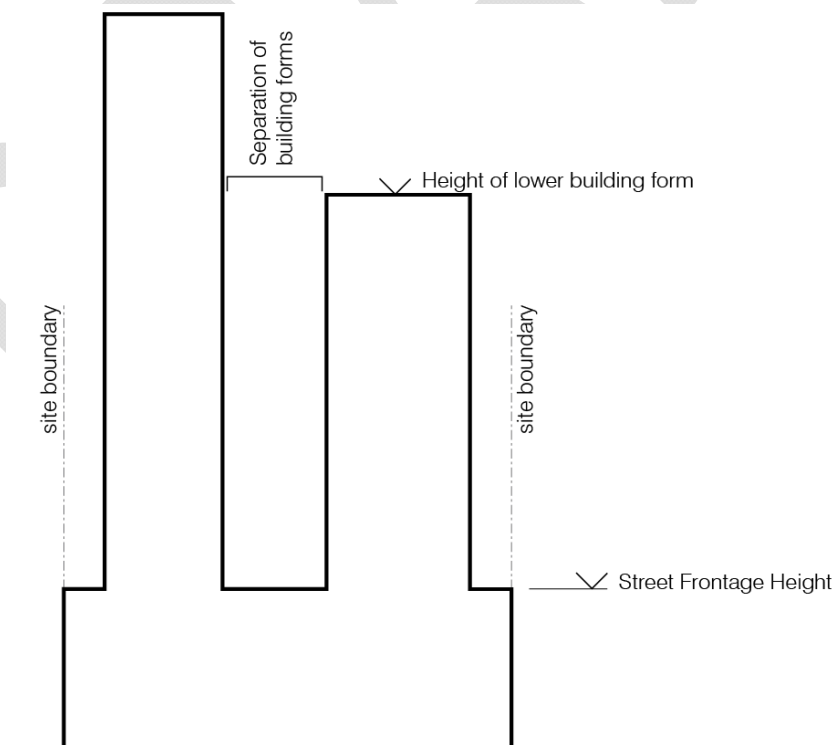 Separation of
building forms
Height of lower building form
site boundary
site boundary
Street Frontage Height